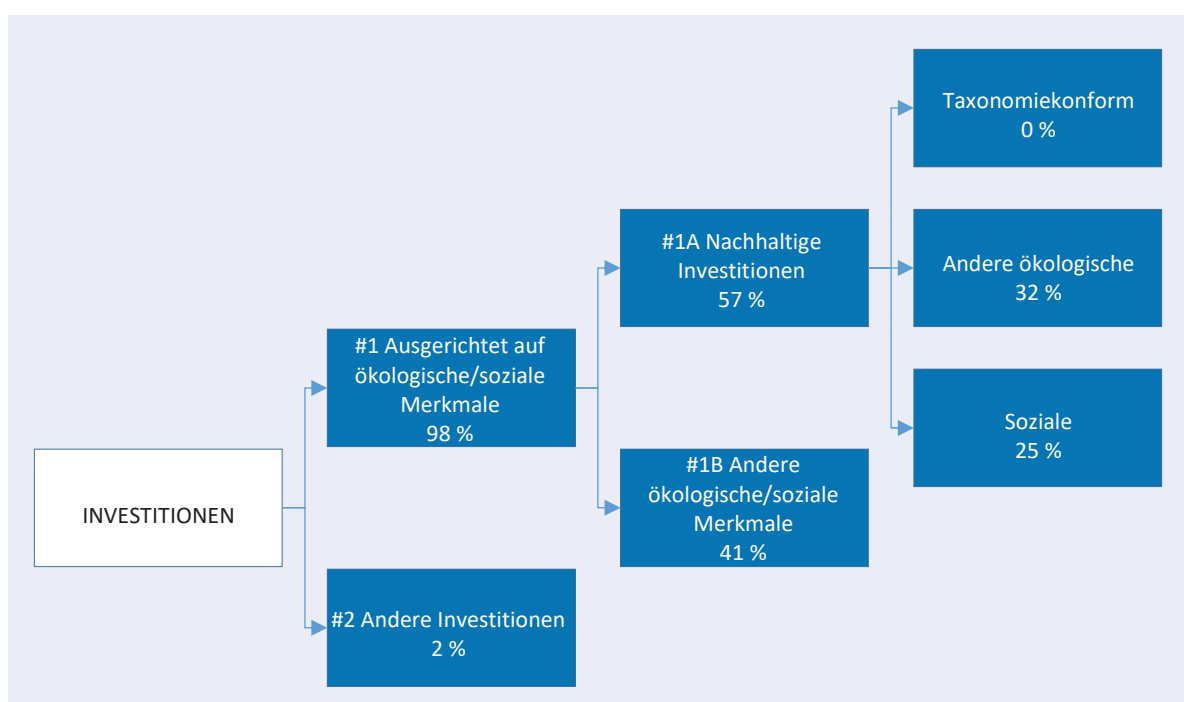 Taxonomiekonform
0 %
#1A Nachhaltige
Investitionen
57 %
Andere ökologische
32 %
#1 Ausgerichtet auf
ökologische/soziale
Merkmale
98 %
Soziale
25 %
#1B Andere
ökologische/soziale
Merkmale
41 %
INVESTITIONEN
#2 Andere Investitionen
2 %